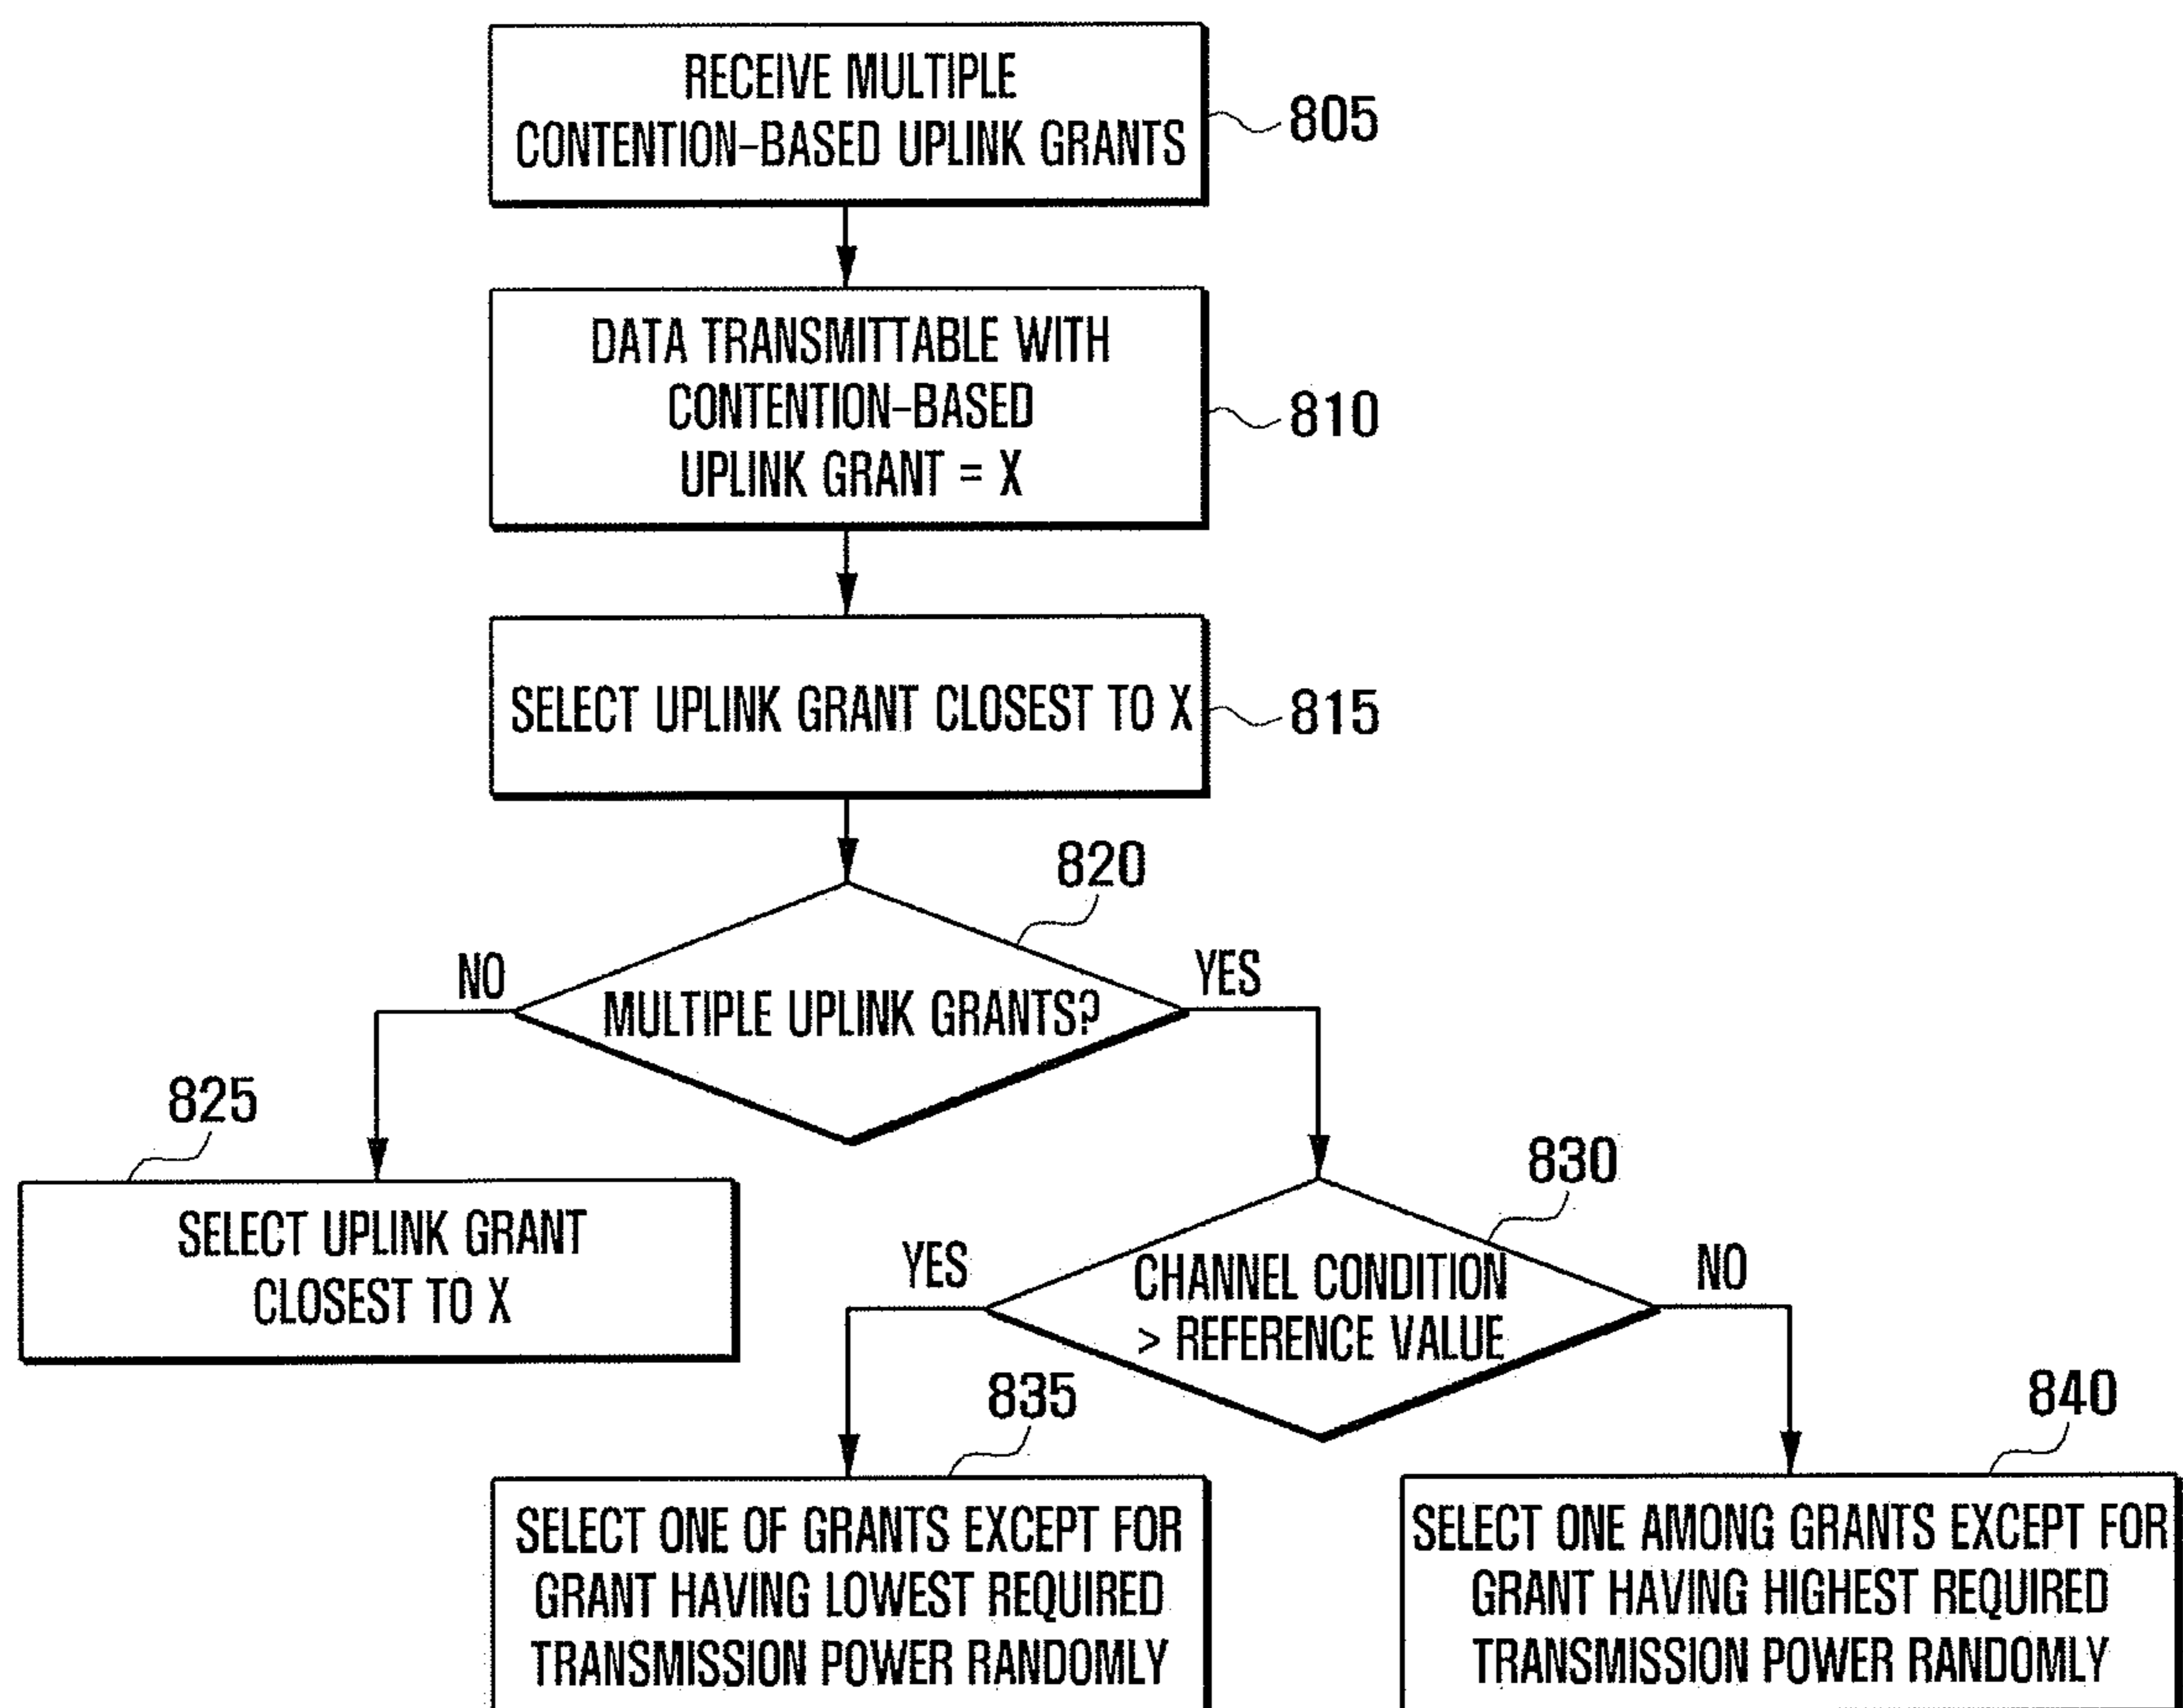 RECEIVE MULTIPLE
CONTENTION-BASED UPLINK GRANTS
805
DATA TRANSMITTABLE WITH
CONTENTION-BASED
UPLINK GRANT = X
810
SELECT UPLINK GRANT CLOSEST TO X
815
820
NO
YES
MULTIPLE UPLINK GRANTS?
825
SELECT UPLINK GRANT
CLOSEST TO X
830
YES
NO
CHANNEL CONDITION
> REFERENCE VALUE
835
SELECT ONE OF GRANTS EXCEPT FOR
GRANT HAVING LOWEST REQUIRED
TRANSMISSION POWER RANDOMLY
840
SELECT ONE AMONG GRANTS EXCEPT FOR
GRANT HAVING HIGHEST REQUIRED
TRANSMISSION POWER RANDOMLY